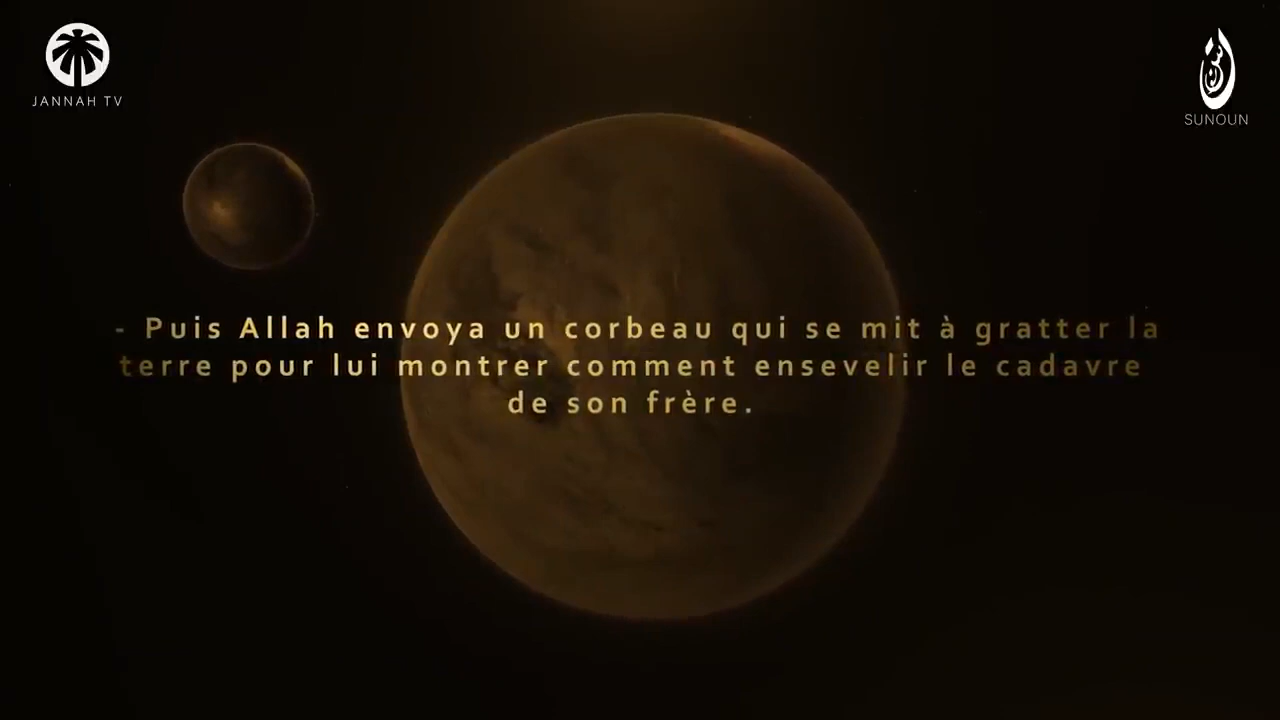 JANNAH TV
SUNOUN
- Puis Allah envoya un corbeau qui se mit à gratter la
terre pour lui montrer comment ensevelir le cadavre
de son frère.